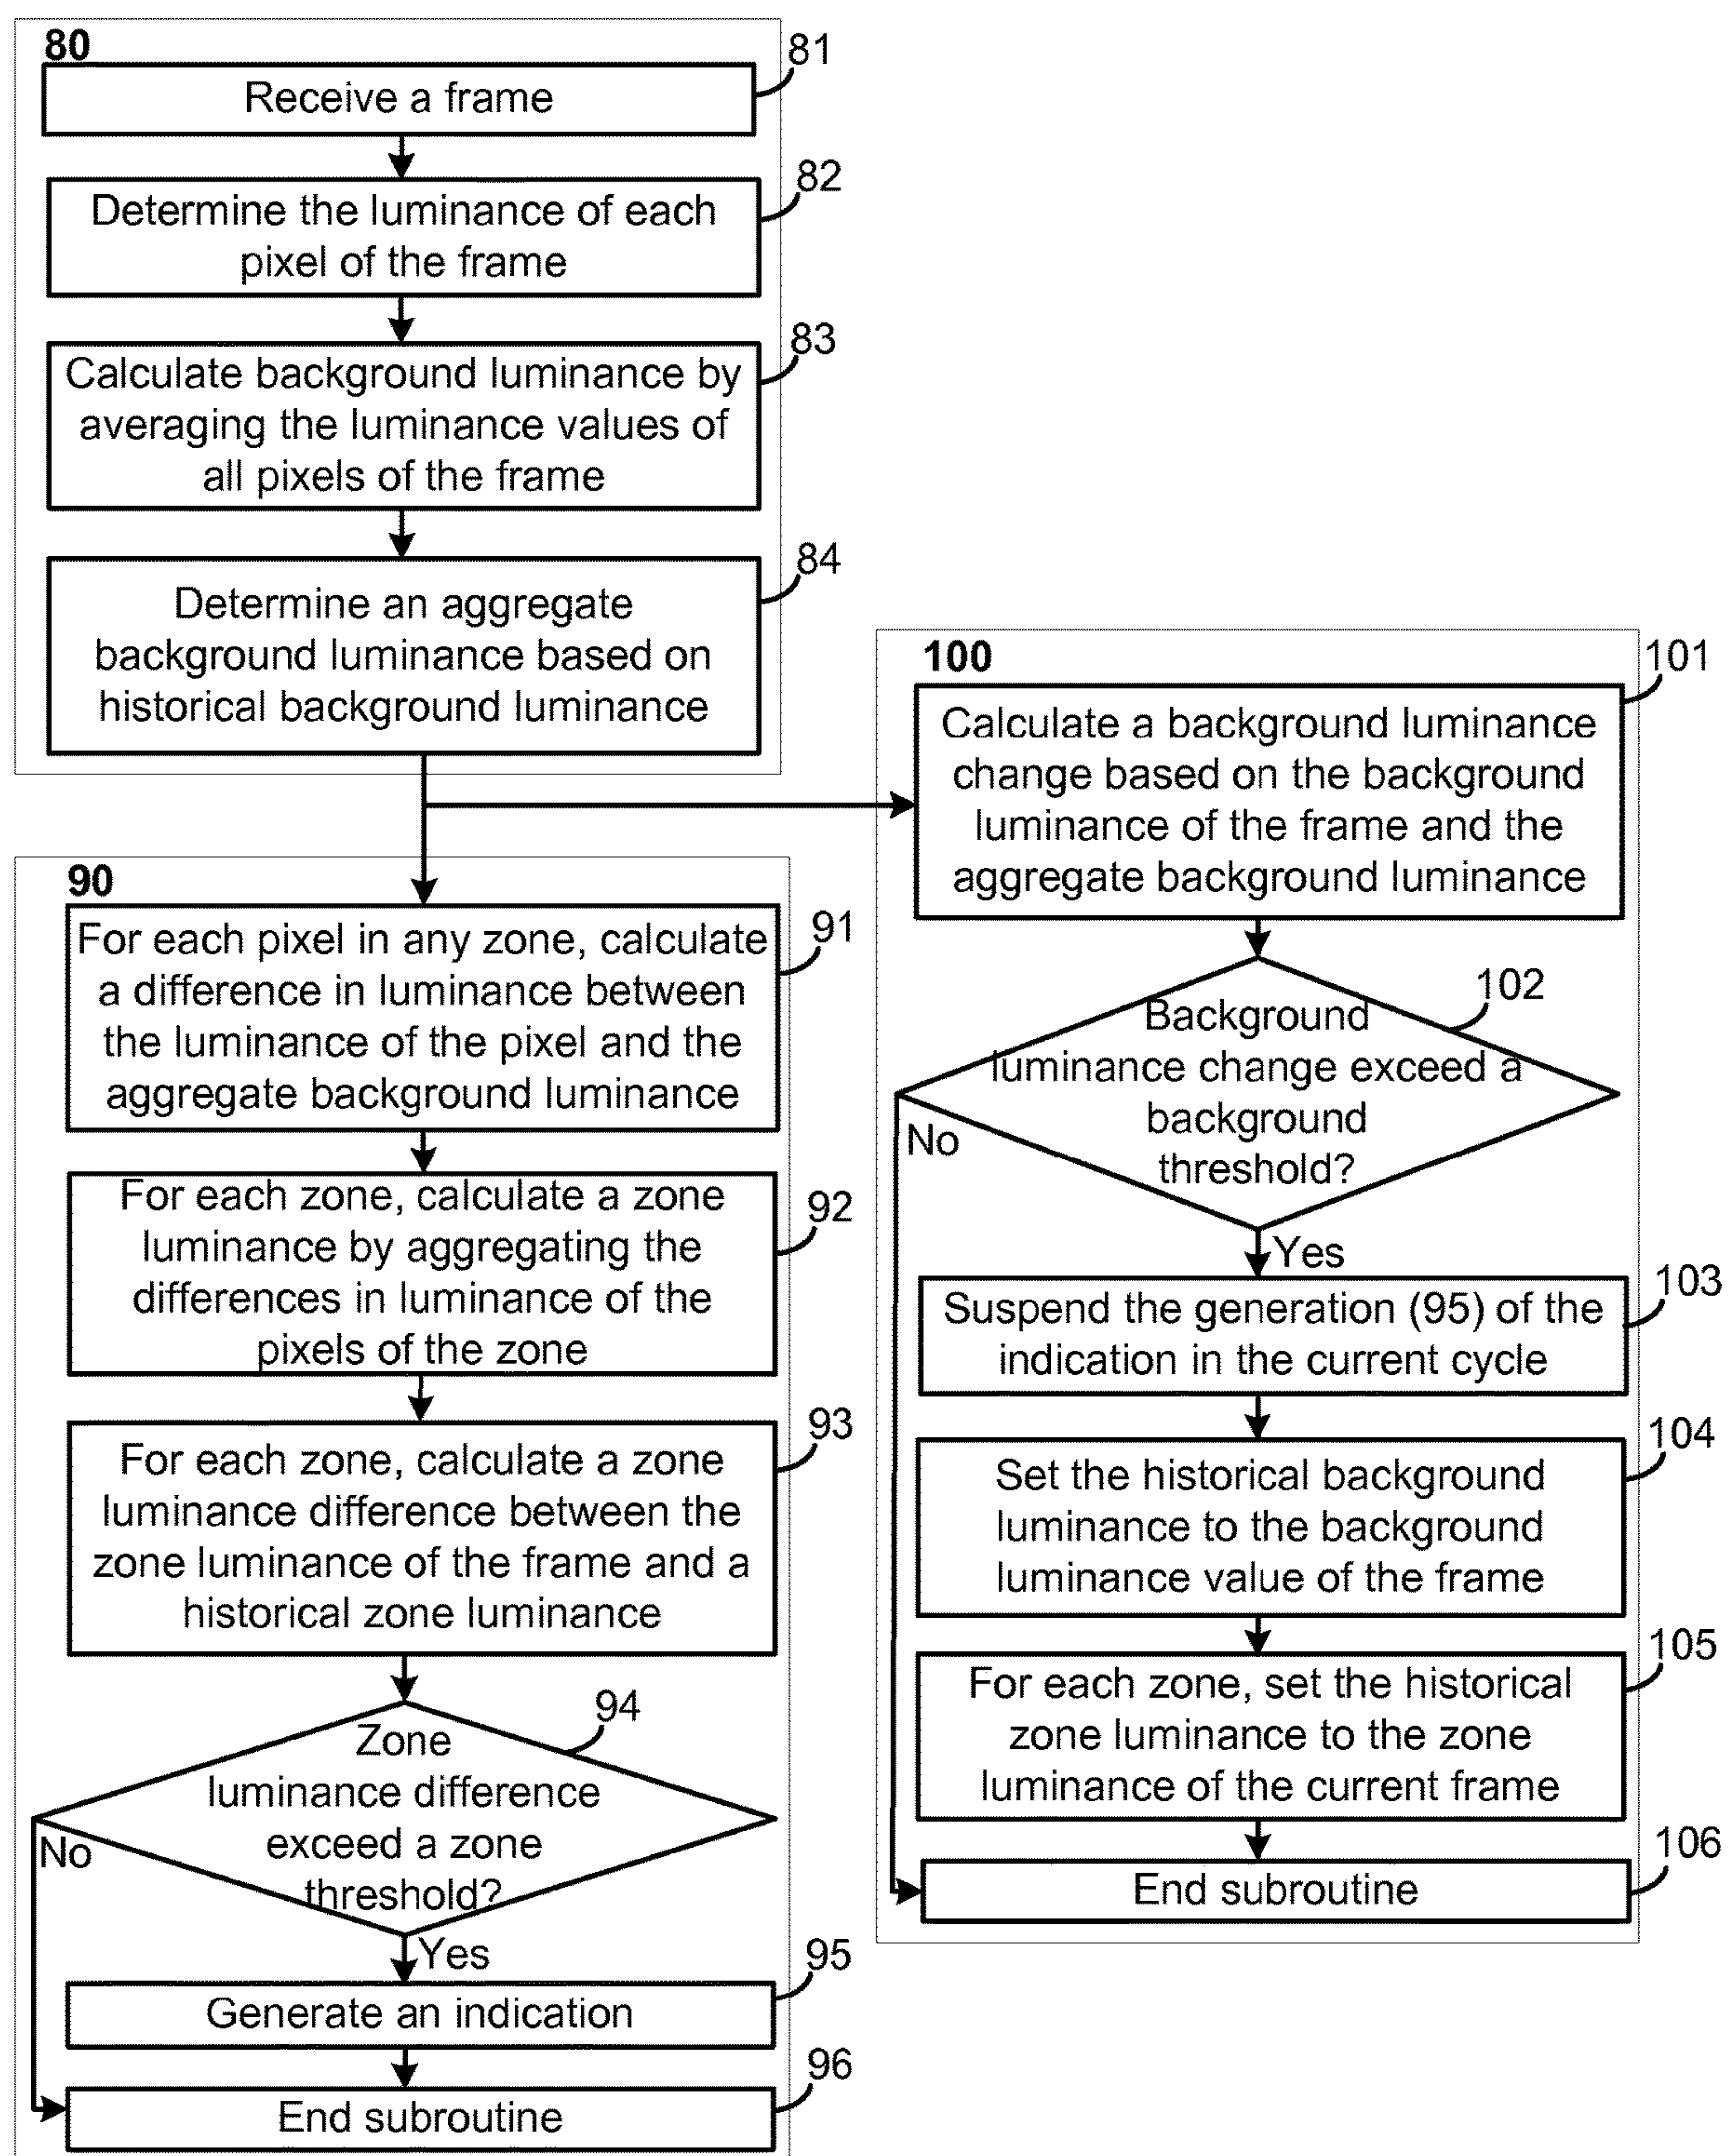 80
81
Receive a frame
82
Determine the luminance of each
pixel of the frame
83
Calculate background luminance by
averaging the luminance values of
all pixels of the frame
84
Determine an aggregate
background luminance based on
historical background luminance
90
91
For each pixel in any zone, calculate
a difference in luminance between
the luminance of the pixel and the
aggregate background luminance
92
For each zone, calculate a zone
luminance by aggregating the
differences in luminance of the
pixels of the zone
93
For each zone, calculate a zone
luminance difference between the
zone luminance of the frame and a
historical zone luminance
94
Zone
luminance difference
exceed a zone
threshold?
No
Yes
95
Generate an indication
96
End subroutine
100
101
Calculate a background luminance
change based on the background
luminance of the frame and the
aggregate background luminance
102
Background
luminance change exceed a
background
threshold?
No
Yes
103
Suspend the generation (95) of the
indication in the current cycle
104
Set the historical background
luminance to the background
luminance value of the frame
105
For each zone, set the historical
zone luminance to the zone
luminance of the current frame
106
End subroutine